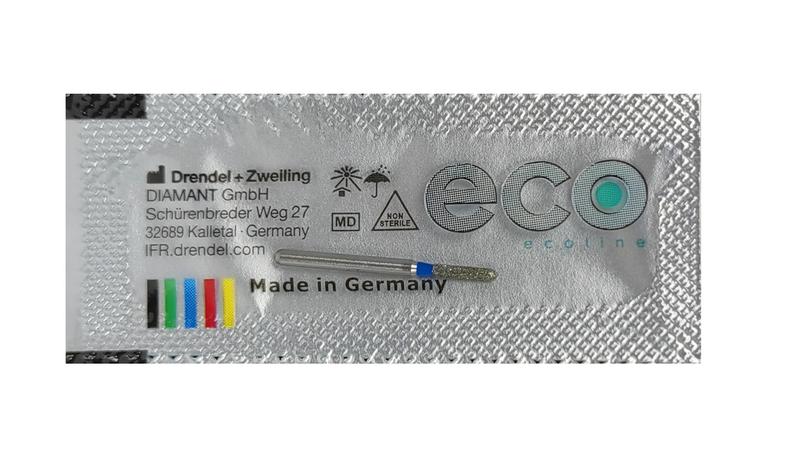 Drendel+Zweiling
DIAMANT GmbH
Schürenbreder Weg 27
32689 Kalletal · Germany
IFR.drendel.com
Made in Germany
MD
NON
STERILE
eco
ecoline